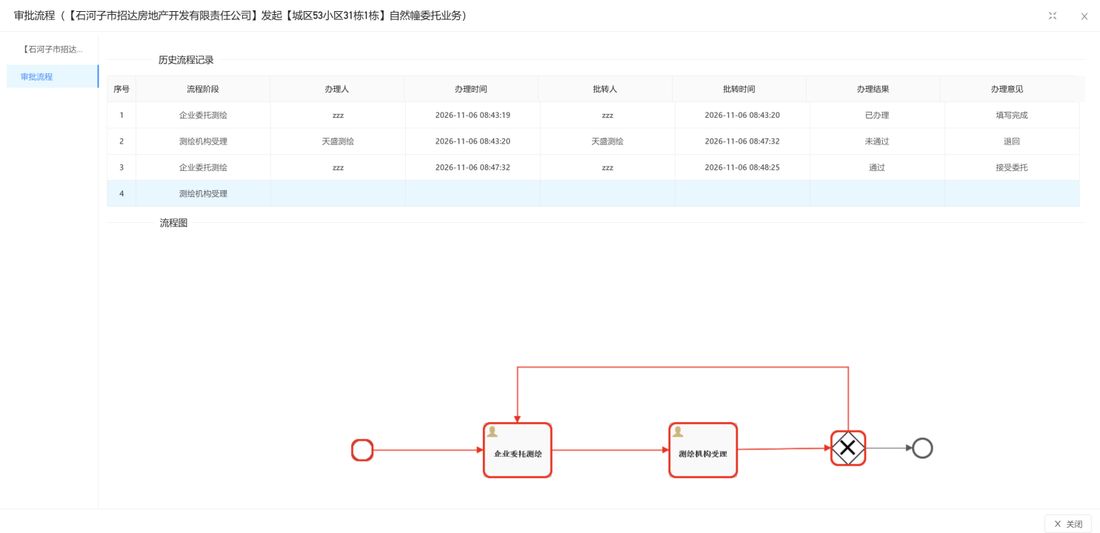 审批流程（【石河子市招达房地产开发有限责任公司】发起【城区53小区31栋1栋】自然幢委托业务）
【石河子市招达...
审批流程
历史流程记录
序号 流程阶段 办理人 办理时间 批转人 批转时间 办理结果 办理意见
1 企业委托测绘 zzz 2026-11-06 08:43:19 zzz 2026-11-06 08:43:20 已办理 填写完成
2 测绘机构受理 天盛测绘 2026-11-06 08:43:20 天盛测绘 2026-11-06 08:47:32 未通过 退回
3 企业委托测绘 zzz 2026-11-06 08:47:32 zzz 2026-11-06 08:48:25 通过 接受委托
4 测绘机构受理
流程图
企业委托测绘
测绘机构受理
关闭